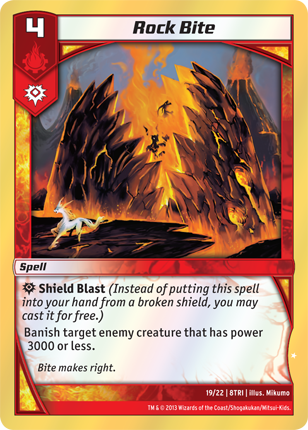 4
Rock Bite
Spell
Shield Blast (Instead of putting this spell
into your hand from a broken shield, you may
cast it for free.)
Banish target enemy creature that has power
3000 or less.
Bite makes right.
19/22 | 8TRI | illus. Mikumo
TM & © 2013 Wizards of the Coast/Shogakukan/Mitsui-Kids.